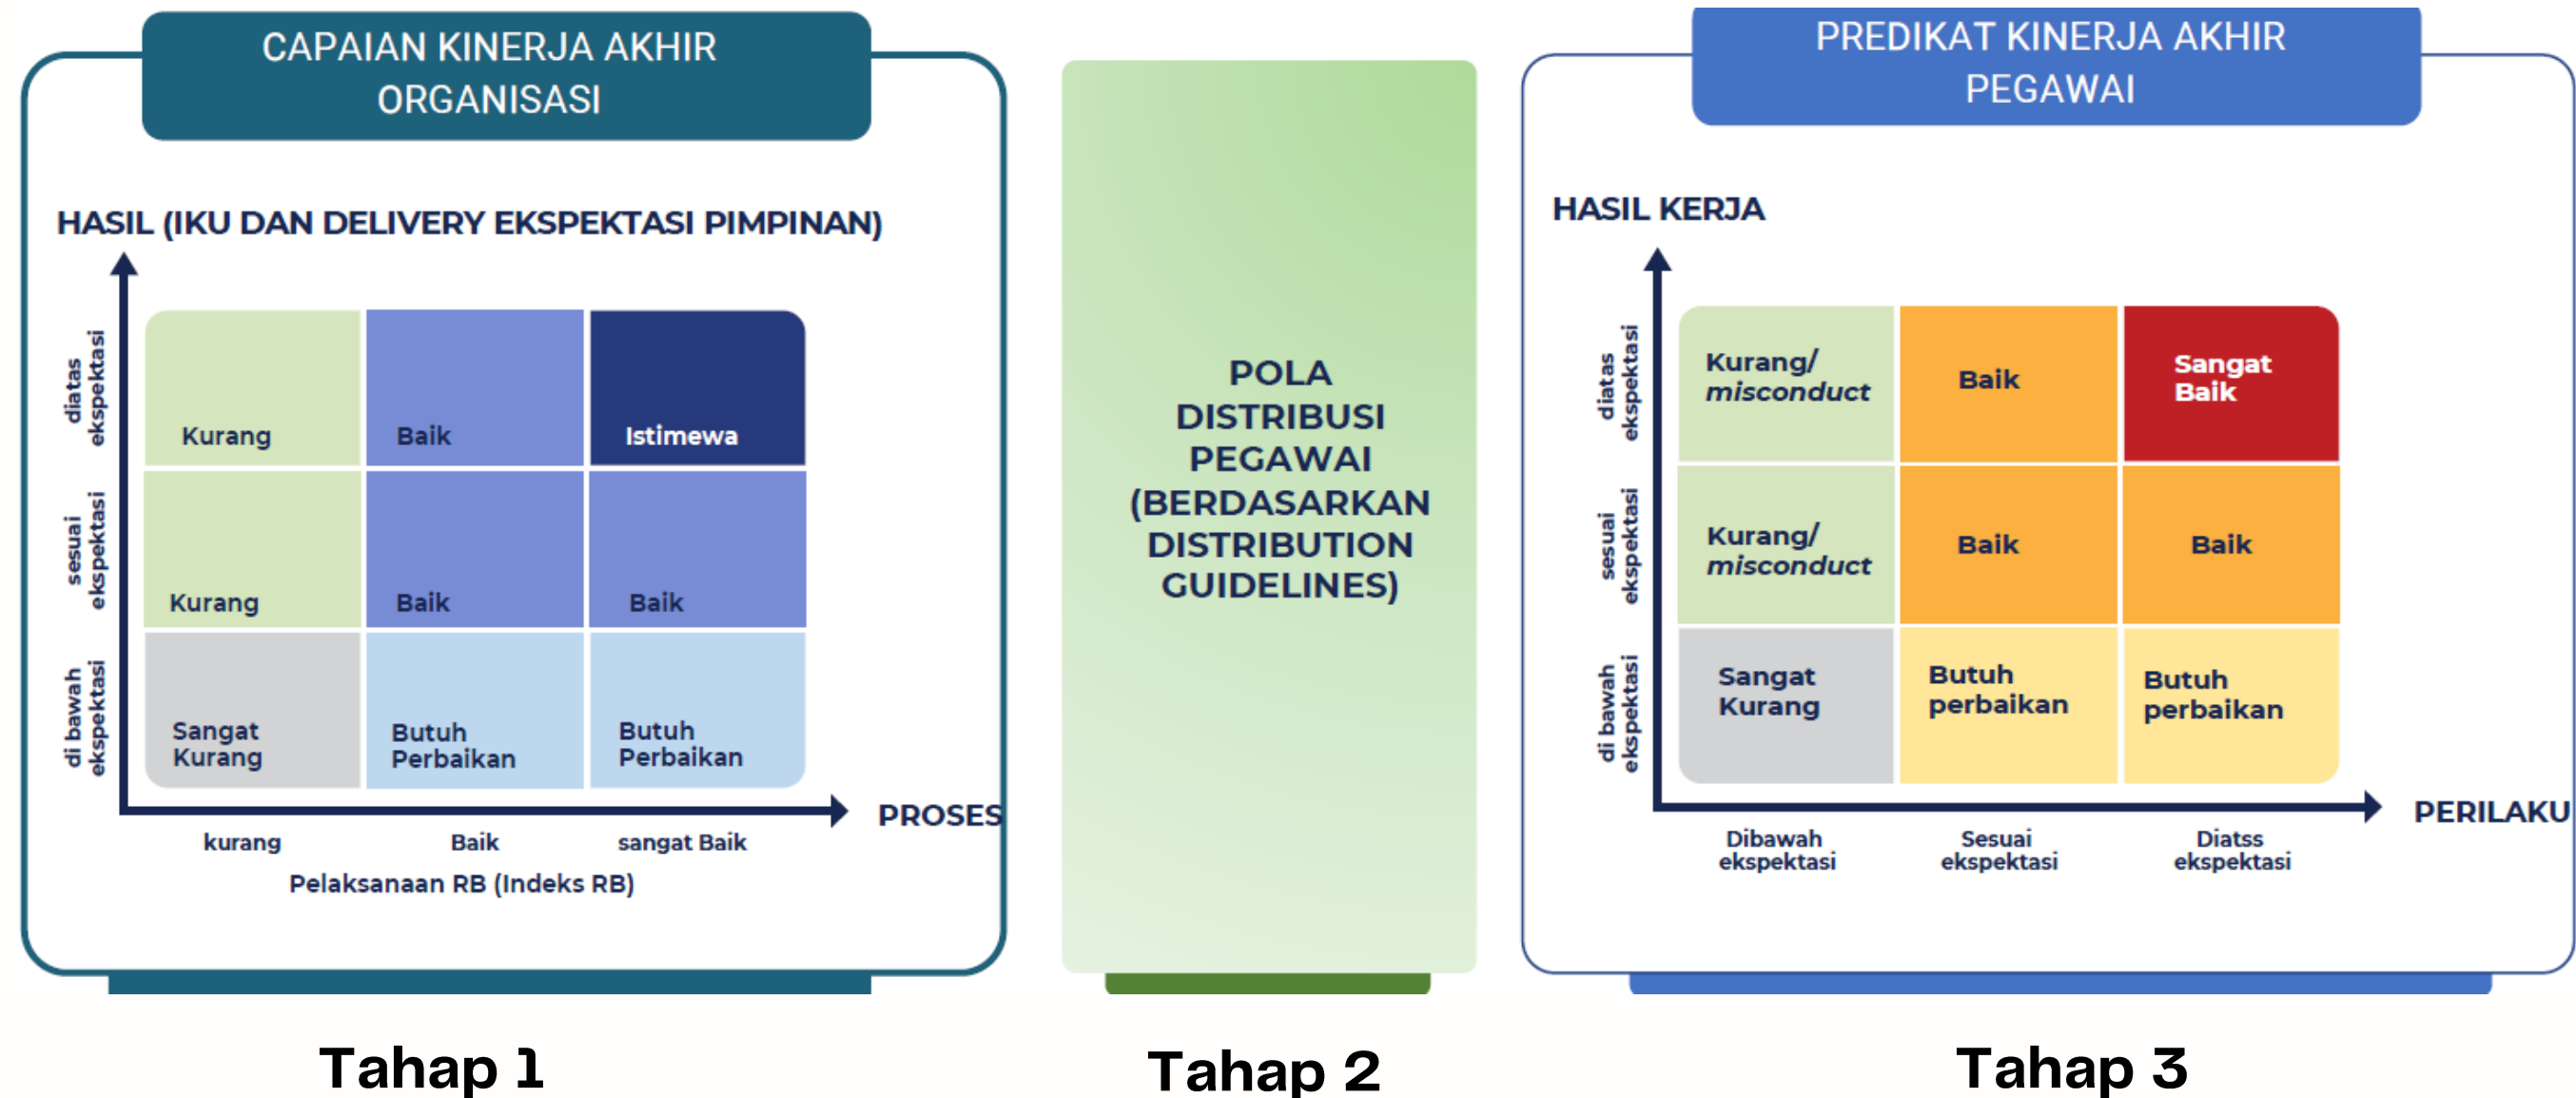 CAPAIAN KINERJA AKHIR
ORGANISASI
HASIL (IKU DAN DELIVERY EKSPEKTASI PIMPINAN)
diatas
ekspektasi
Kurang
Baik
Istimewa
sesuai
ekspektasi
Kurang
Baik
Baik
di bawah
ekspektasi
Sangat
Kurang
Butuh
Perbaikan
Butuh
Perbaikan
PROSES
kurang
Baik
sangat Baik
Pelaksanaan RB (Indeks RB)
Tahap 1
POLA
DISTRIBUSI
PEGAWAI
(BERDASARKAN
DISTRIBUTION
GUIDELINES)
Tahap 2
PREDIKAT KINERJA AKHIR
PEGAWAI
HASIL KERJA
diatas
ekspektasi
Kurang/
misconduct
Baik
Sangat
Baik
sesuai
ekspektasi
Kurang/
misconduct
Baik
Baik
di bawah
ekspektasi
Sangat
Kurang
Butuh
perbaikan
Butuh
perbaikan
PERILAKU
Dibawah
ekspektasi
Sesuai
ekspektasi
Diatss
ekspektasi
Tahap 3